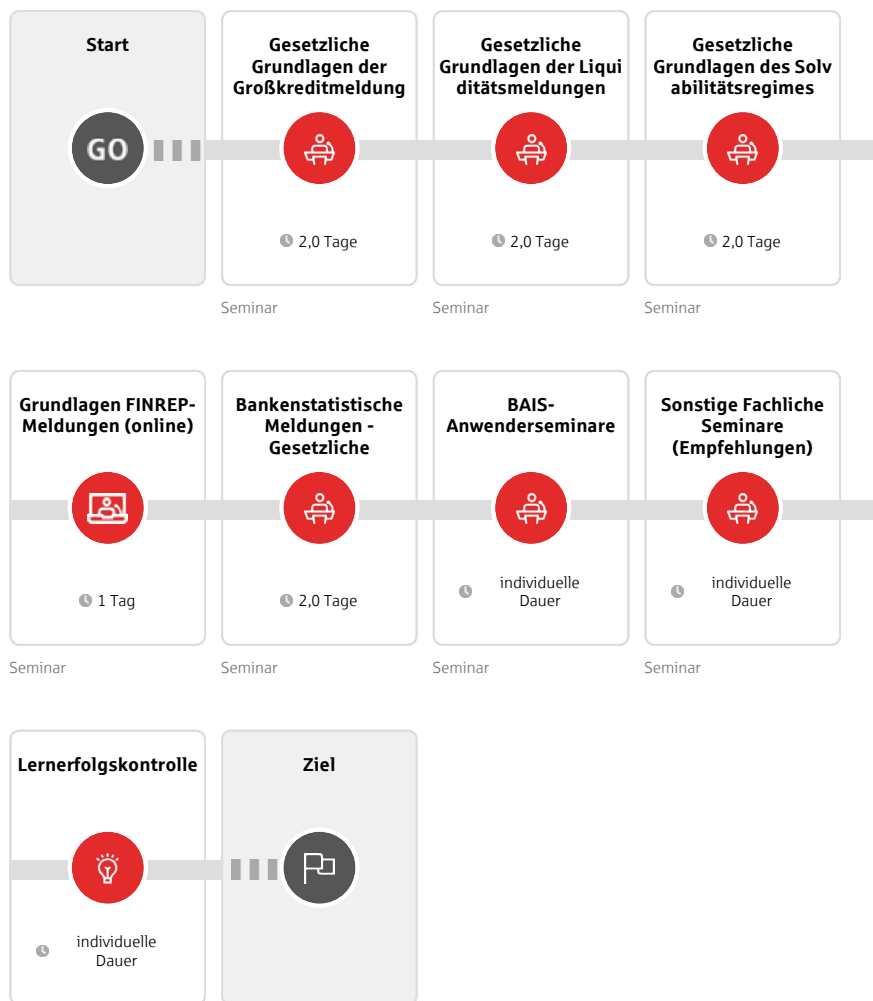 Start
GO
Gesetzliche
Grundlagen der
Großkreditmeldung
2,0 Tage
Seminar
Gesetzliche
Grundlagen der Liqui
ditätsmeldungen
2,0 Tage
Seminar
Gesetzliche
Grundlagen des Solv
abilitätsregimes
2,0 Tage
Seminar
Grundlagen FINREP-
Meldungen (online)
1 Tag
Seminar
Bankenstatistische
Meldungen -
Gesetzliche
2,0 Tage
Seminar
BAIS-
Anwenderseminare
individuelle
Dauer
Seminar
Sonstige Fachliche
Seminare
(Empfehlungen)
individuelle
Dauer
Seminar
Lernerfolgskontrolle
individuelle
Dauer
Ziel